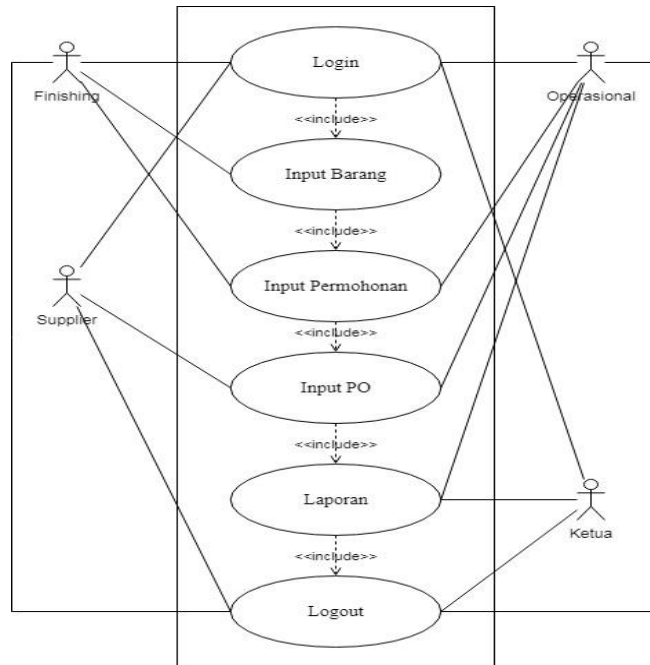 Login
Finishing
Operasional
<<include>>
Input Barang
<<include>>
Input Permohonan
Supplier
<<include>>
Input PO
<<include>>
Laporan
Ketua
<<include>>
Logout